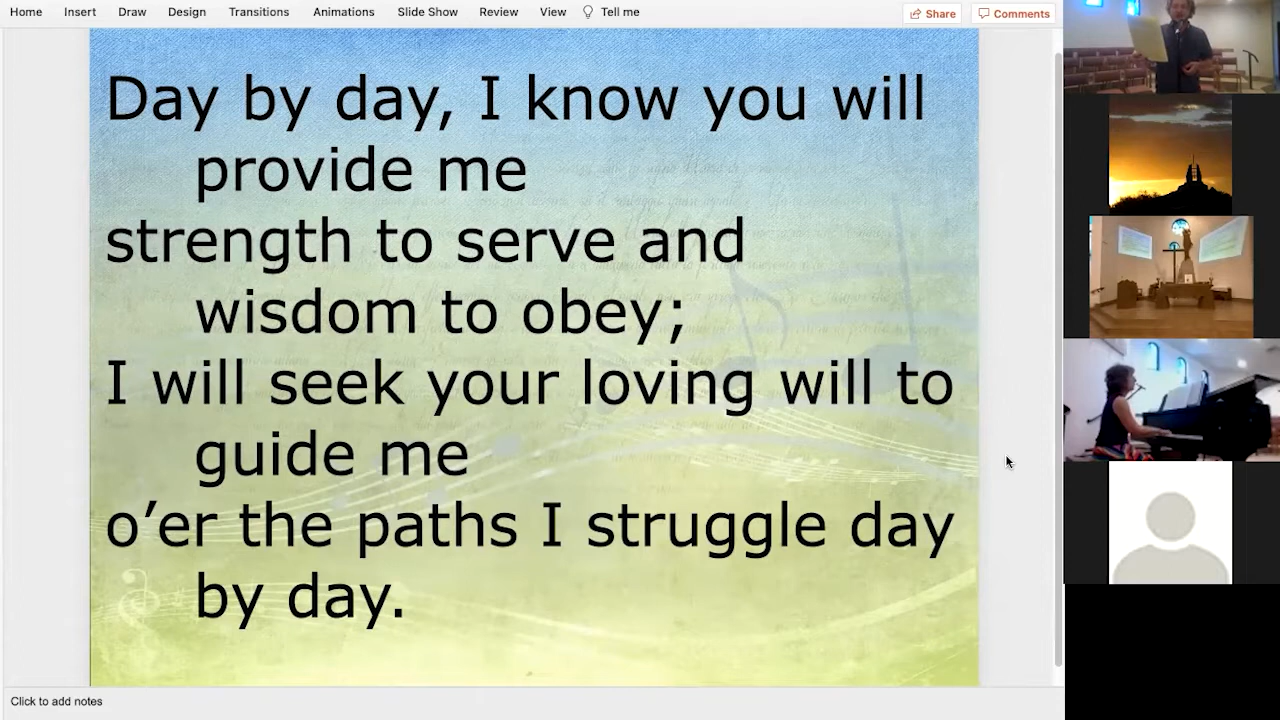 Home Insert Draw Design Transitions Animations Slide Show Review View Tell me Share Comments
Day by day, I know you will
provide me
strength to serve and
wisdom to obey;
I will seek your loving will to
guide me
o’er the paths I struggle day
by day.
Click to add notes